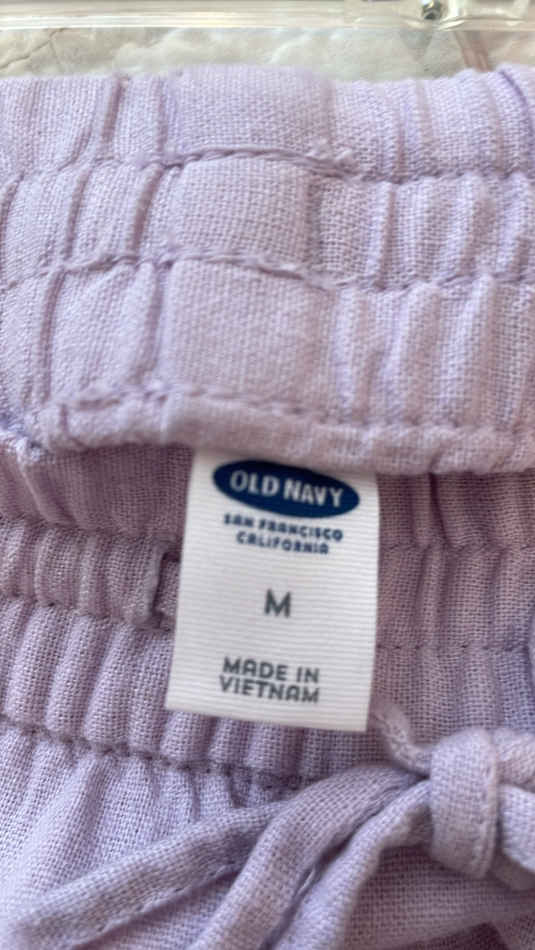 OLD NAVY
SAN FRANCISCO
CALIFORNIA
M
MADE IN
VIETNAM